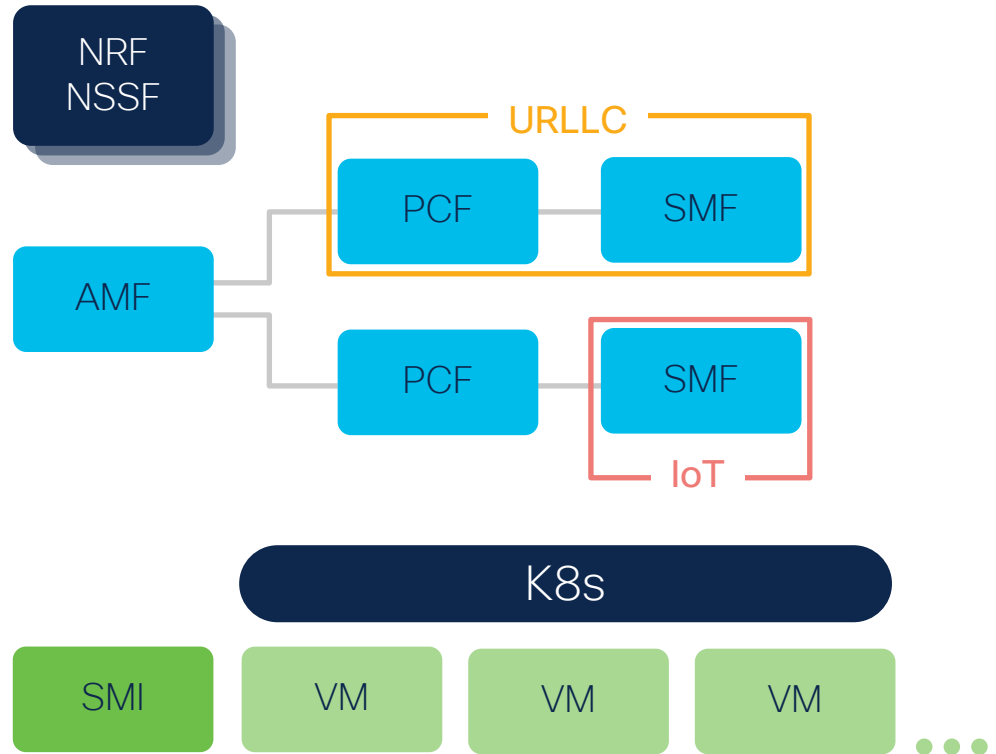 NRF
NSSF
URLLC
PCF
SMF
AMF
PCF
SMF
IoT
K8s
SMI
VM
VM
VM